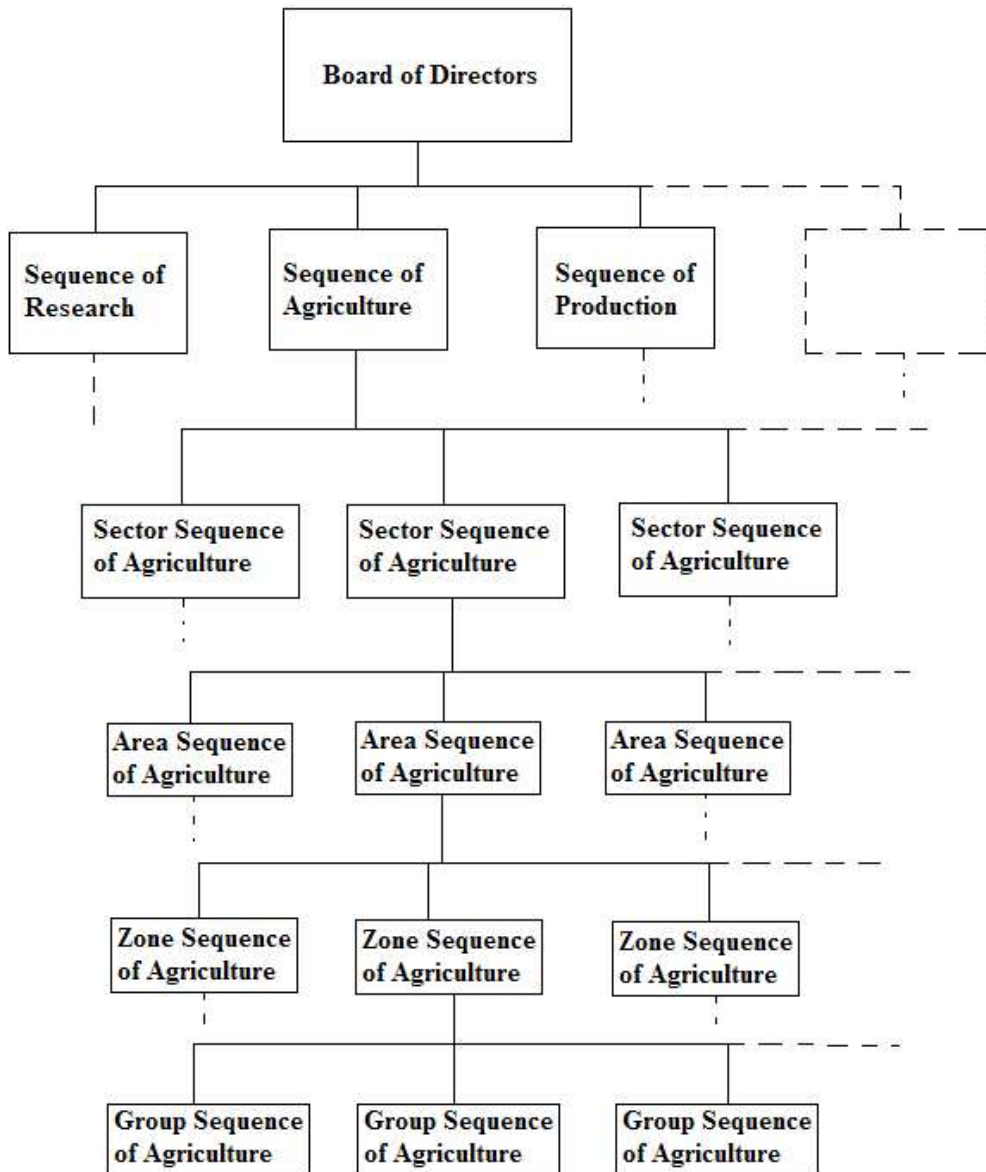 Board of Directors
Sequence of
Research
Sequence of
Agriculture
Sequence of
Production
Sector Sequence
of Agriculture
Sector Sequence
of Agriculture
Sector Sequence
of Agriculture
Area Sequence
of Agriculture
Area Sequence
of Agriculture
Area Sequence
of Agriculture
Zone Sequence
of Agriculture
Zone Sequence
of Agriculture
Zone Sequence
of Agriculture
Group Sequence
of Agriculture
Group Sequence
of Agriculture
Group Sequence
of Agriculture